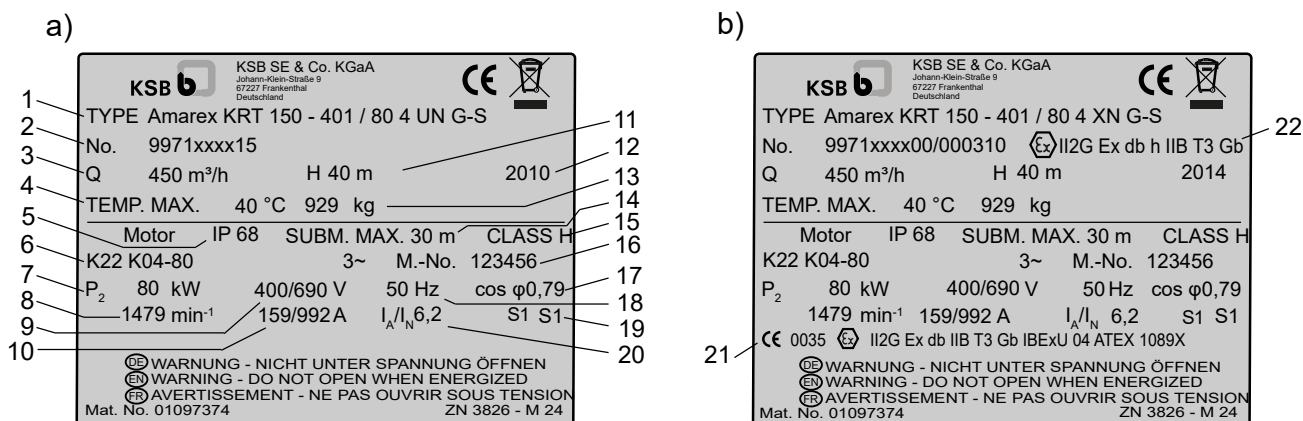 a)
KSB b
KSB SE & Co. KGaA
Johann-Klein-Straße 9
67227 Frankenthal
Deutschland
CE
1 TYPE Amarex KRT 150 - 401 / 80 4 UN G-S
2 No. 9971xxxx15 11
3 Q 450 m³/h H 40 m 2010 12
4 TEMP. MAX. 40 °C 929 kg 13
5 Motor IP 68 SUBM. MAX. 30 m CLASS H 14 15
6 K22 K04-80 3~ M.-No. 123456 16
7 P₂ 80 kW 400/690 V 50 Hz cos φ0,79 17
8 1479 min⁻¹ 159/992 A I_A/I_N 6,2 S1 S1 18
9 19
10 20
DE WARNUNG - NICHT UNTER SPANNUNG ÖFFNEN
EN WARNING - DO NOT OPEN WHEN ENERGIZED
FR AVERTISSEMENT - NE PAS OUVRIR SOUS TENSION
Mat. No. 01097374 ZN 3826 - M 24
b)
KSB b
KSB SE & Co. KGaA
Johann-Klein-Straße 9
67227 Frankenthal
Deutschland
CE
TYPE Amarex KRT 150 - 401 / 80 4 XN G-S
No. 9971xxxx00/000310 Ex II2G Ex db h IIB T3 Gb 22
Q 450 m³/h H 40 m 2014
TEMP. MAX. 40 °C 929 kg
Motor IP 68 SUBM. MAX. 30 m CLASS H
K22 K04-80 3~ M.-No. 123456
P₂ 80 kW 400/690 V 50 Hz cos φ0,79
1479 min⁻¹ 159/992 A I_A/I_N 6,2 S1 S1
21 CE 0035 Ex II2G Ex db IIB T3 Gb IBExU 04 ATEX 1089X
DE WARNUNG - NICHT UNTER SPANNUNG ÖFFNEN
EN WARNING - DO NOT OPEN WHEN ENERGIZED
FR AVERTISSEMENT - NE PAS OUVRIR SOUS TENSION
Mat. No. 01097374 ZN 3826 - M 24